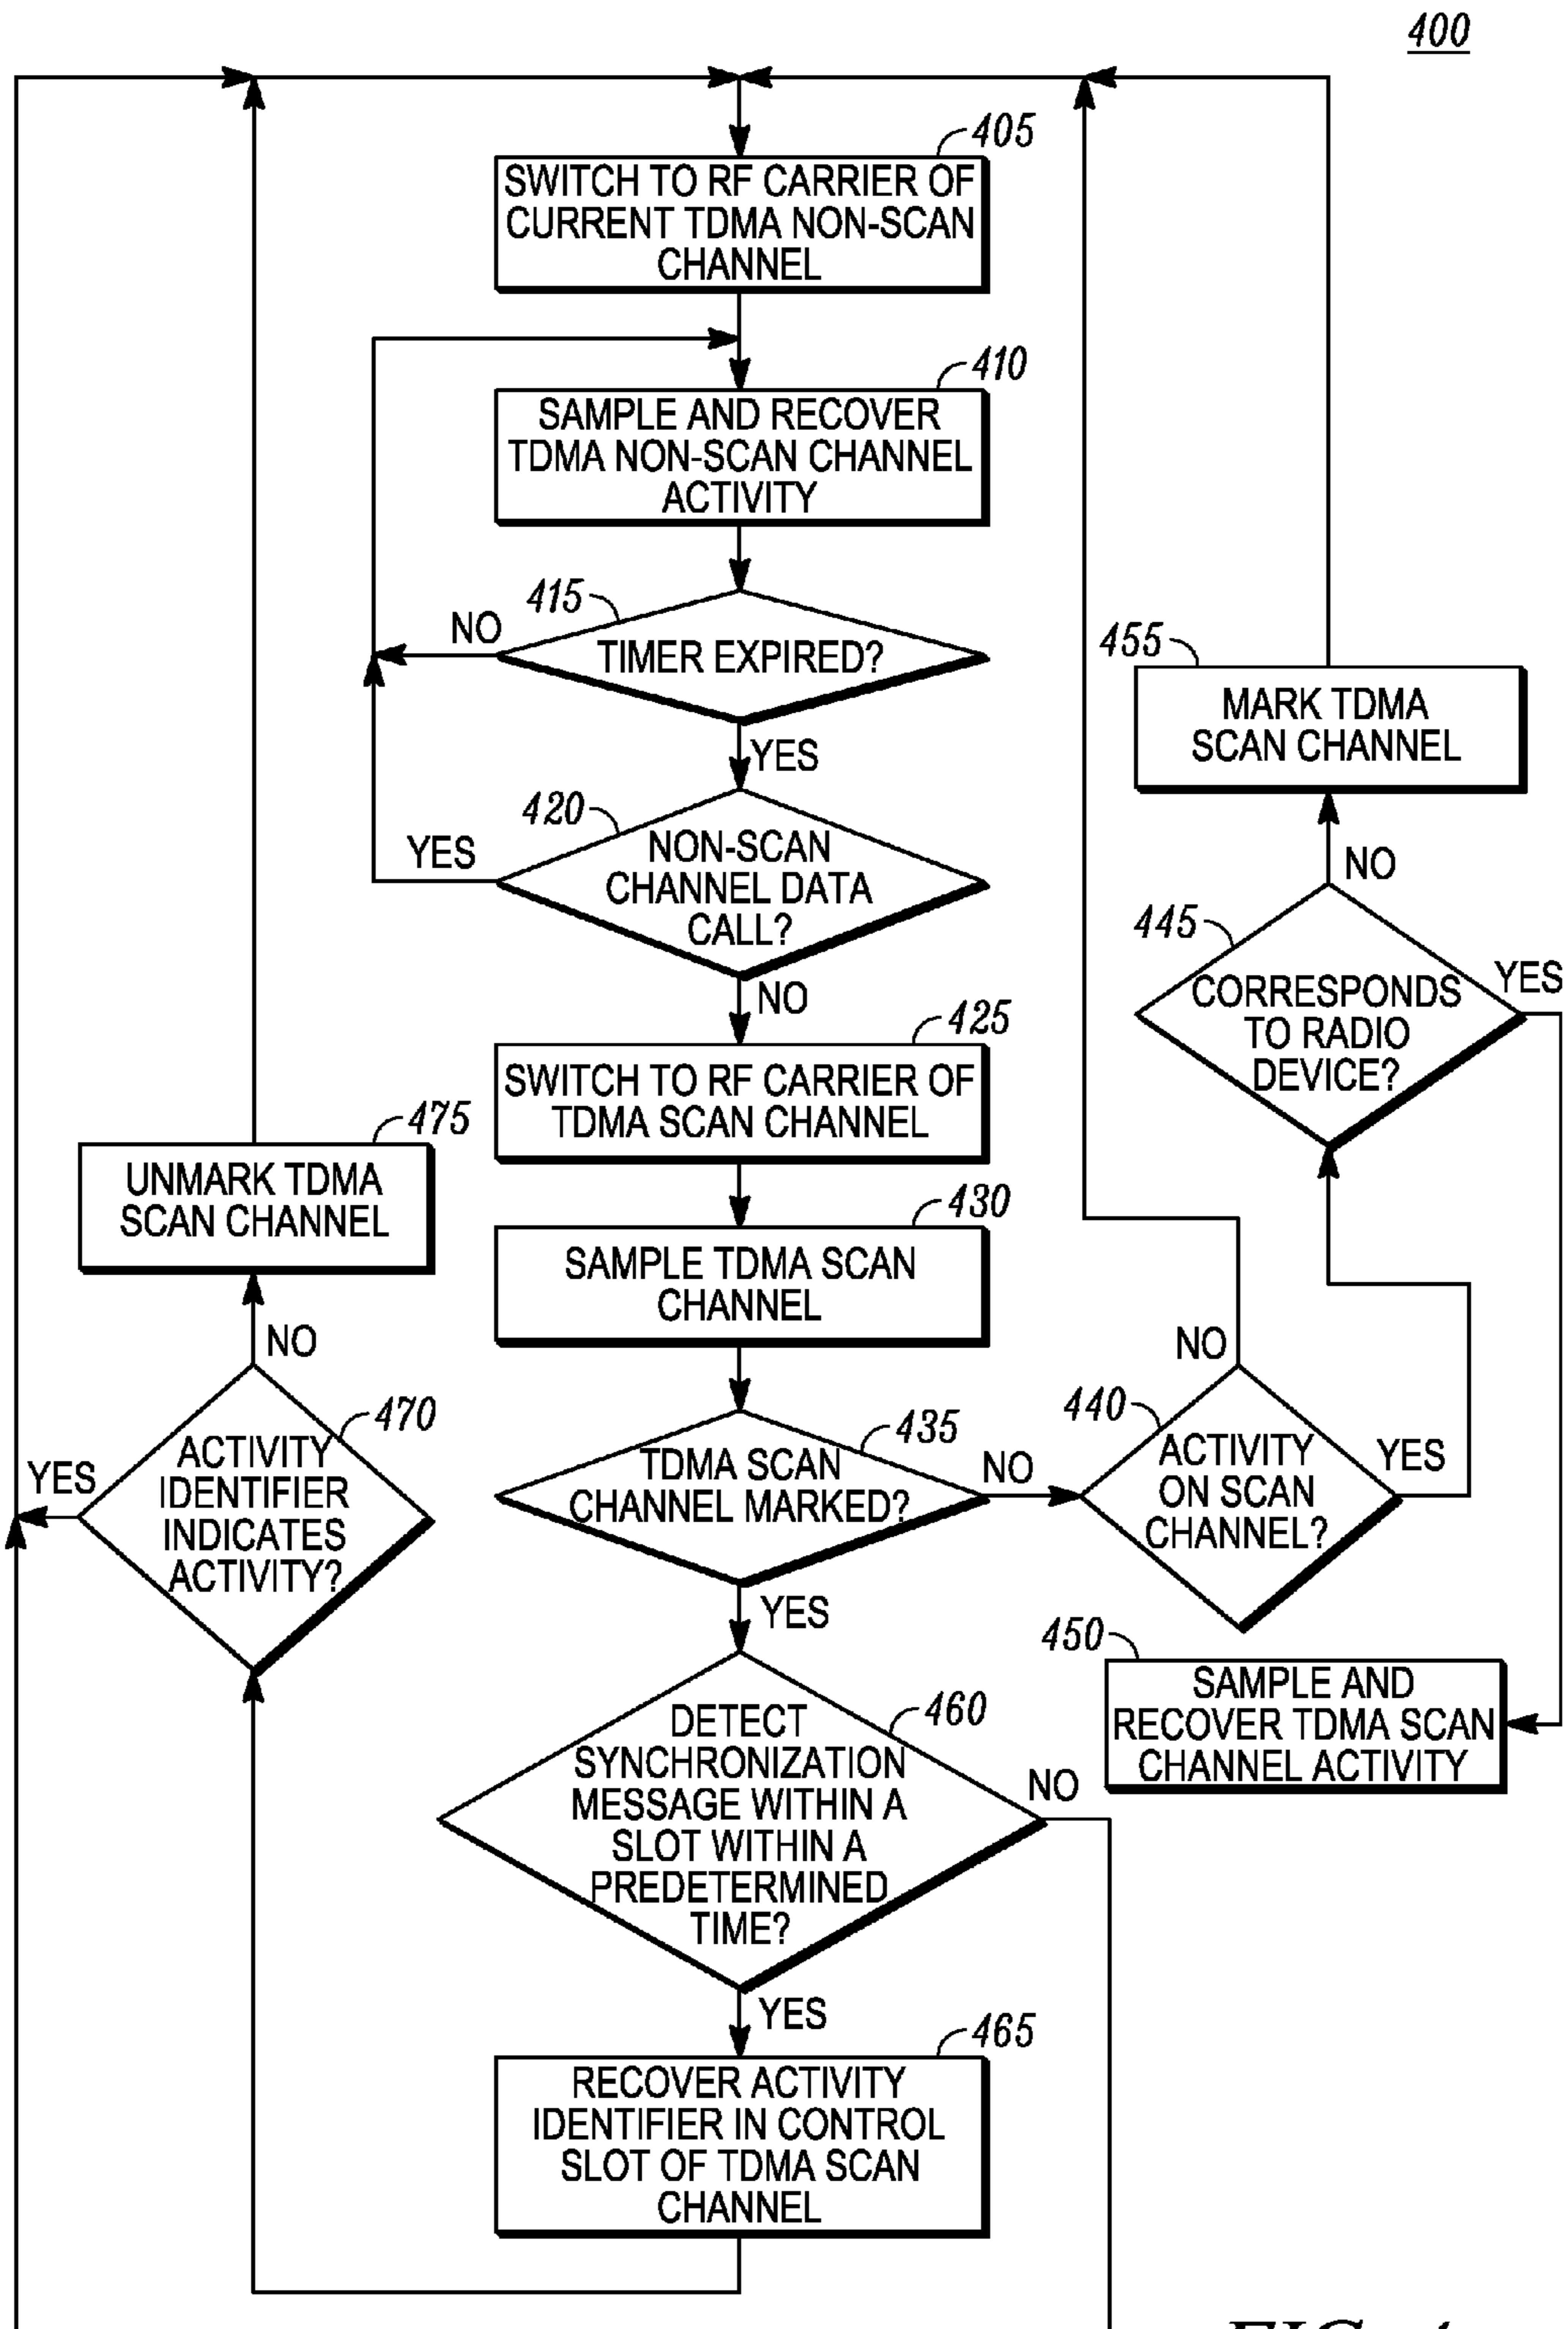 400
405
SWITCH TO RF CARRIER OF
CURRENT TDMA NON-SCAN
CHANNEL
410
SAMPLE AND RECOVER
TDMA NON-SCAN CHANNEL
ACTIVITY
415
NO
TIMER EXPIRED?
YES
420
YES
NON-SCAN
CHANNEL DATA
CALL?
NO
425
SWITCH TO RF CARRIER OF
TDMA SCAN CHANNEL
430
SAMPLE TDMA SCAN
CHANNEL
435
TDMA SCAN
CHANNEL MARKED?
NO
YES
440
NO
ACTIVITY
ON SCAN
CHANNEL?
YES
445
CORRESPONDS
TO RADIO
DEVICE?
NO
YES
455
MARK TDMA
SCAN CHANNEL
450
SAMPLE AND
RECOVER TDMA SCAN
CHANNEL ACTIVITY
460
DETECT
SYNCHRONIZATION
MESSAGE WITHIN A
SLOT WITHIN A
PREDETERMINED
TIME?
NO
YES
465
RECOVER ACTIVITY
IDENTIFIER IN CONTROL
SLOT OF TDMA SCAN
CHANNEL
470
ACTIVITY
IDENTIFIER
INDICATES
ACTIVITY?
YES
NO
475
UNMARK TDMA
SCAN CHANNEL